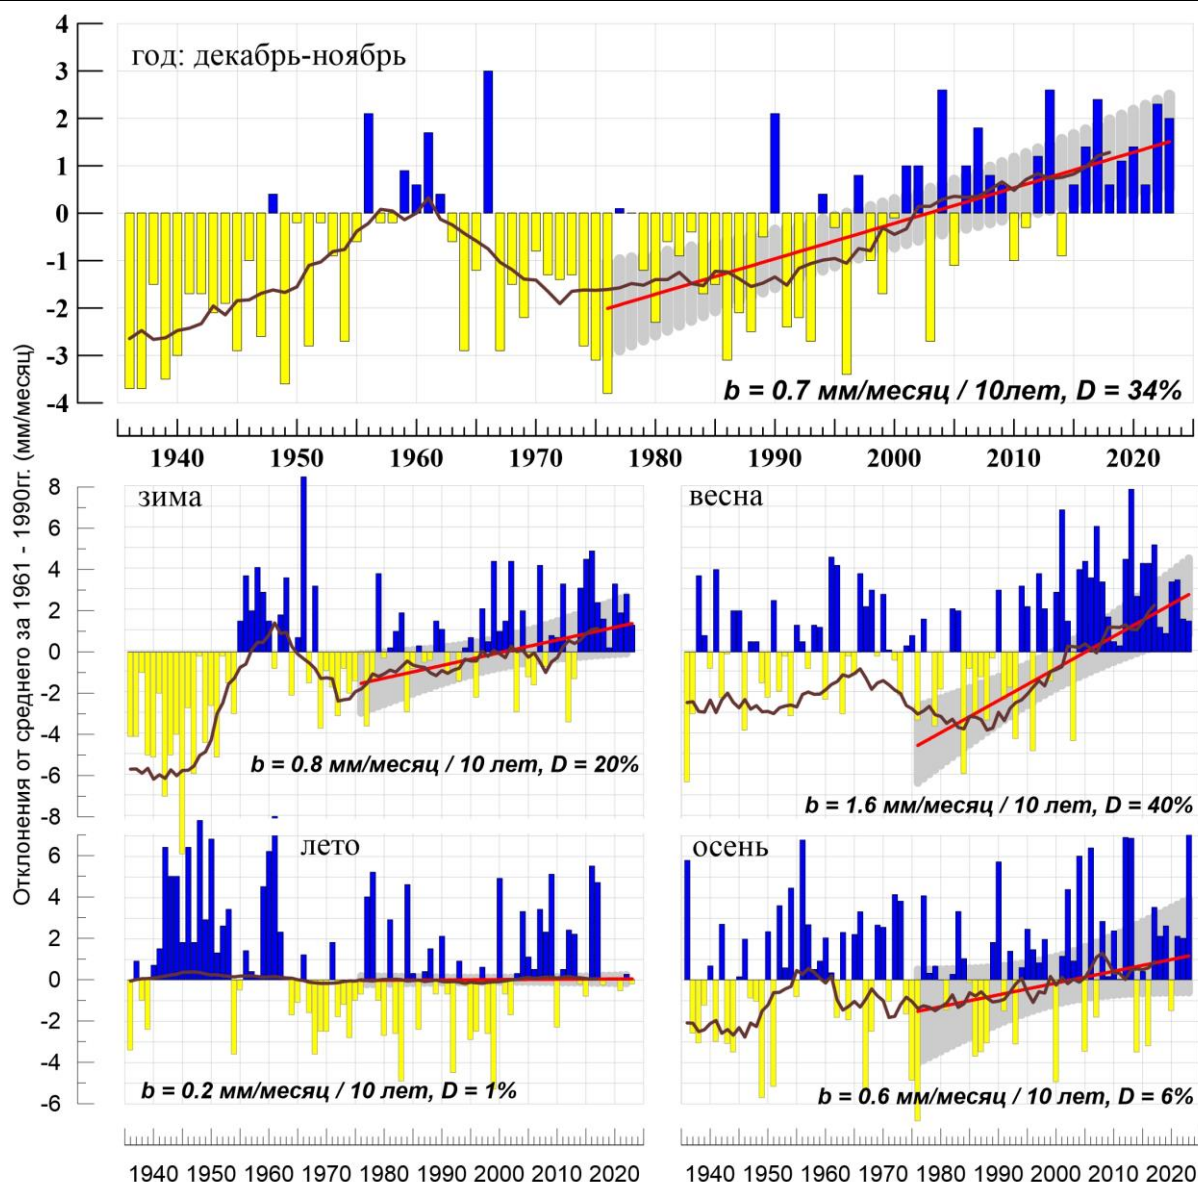 4
год: декабрь-ноябрь
3
2
1
0
-1
-2
-3
b = 0.7 мм/месяц / 10лет, D = 34%
-4
1940 1950 1960 1970 1980 1990 2000 2010 2020
Отклонения от среднего за 1961 - 1990гг. (мм/месяц)
8
зима
весна
6
4
2
0
-2
-4
b = 0.8 мм/месяц / 10 лет, D = 20%
-6
b = 1.6 мм/месяц / 10 лет, D = 40%
-8
лето
осень
6
4
2
0
-2
-4
b = 0.2 мм/месяц / 10 лет, D = 1%
b = 0.6 мм/месяц / 10 лет, D = 6%
-6
1940 1950 1960 1970 1980 1990 2000 2010 2020
1940 1950 1960 1970 1980 1990 2000 2010 2020